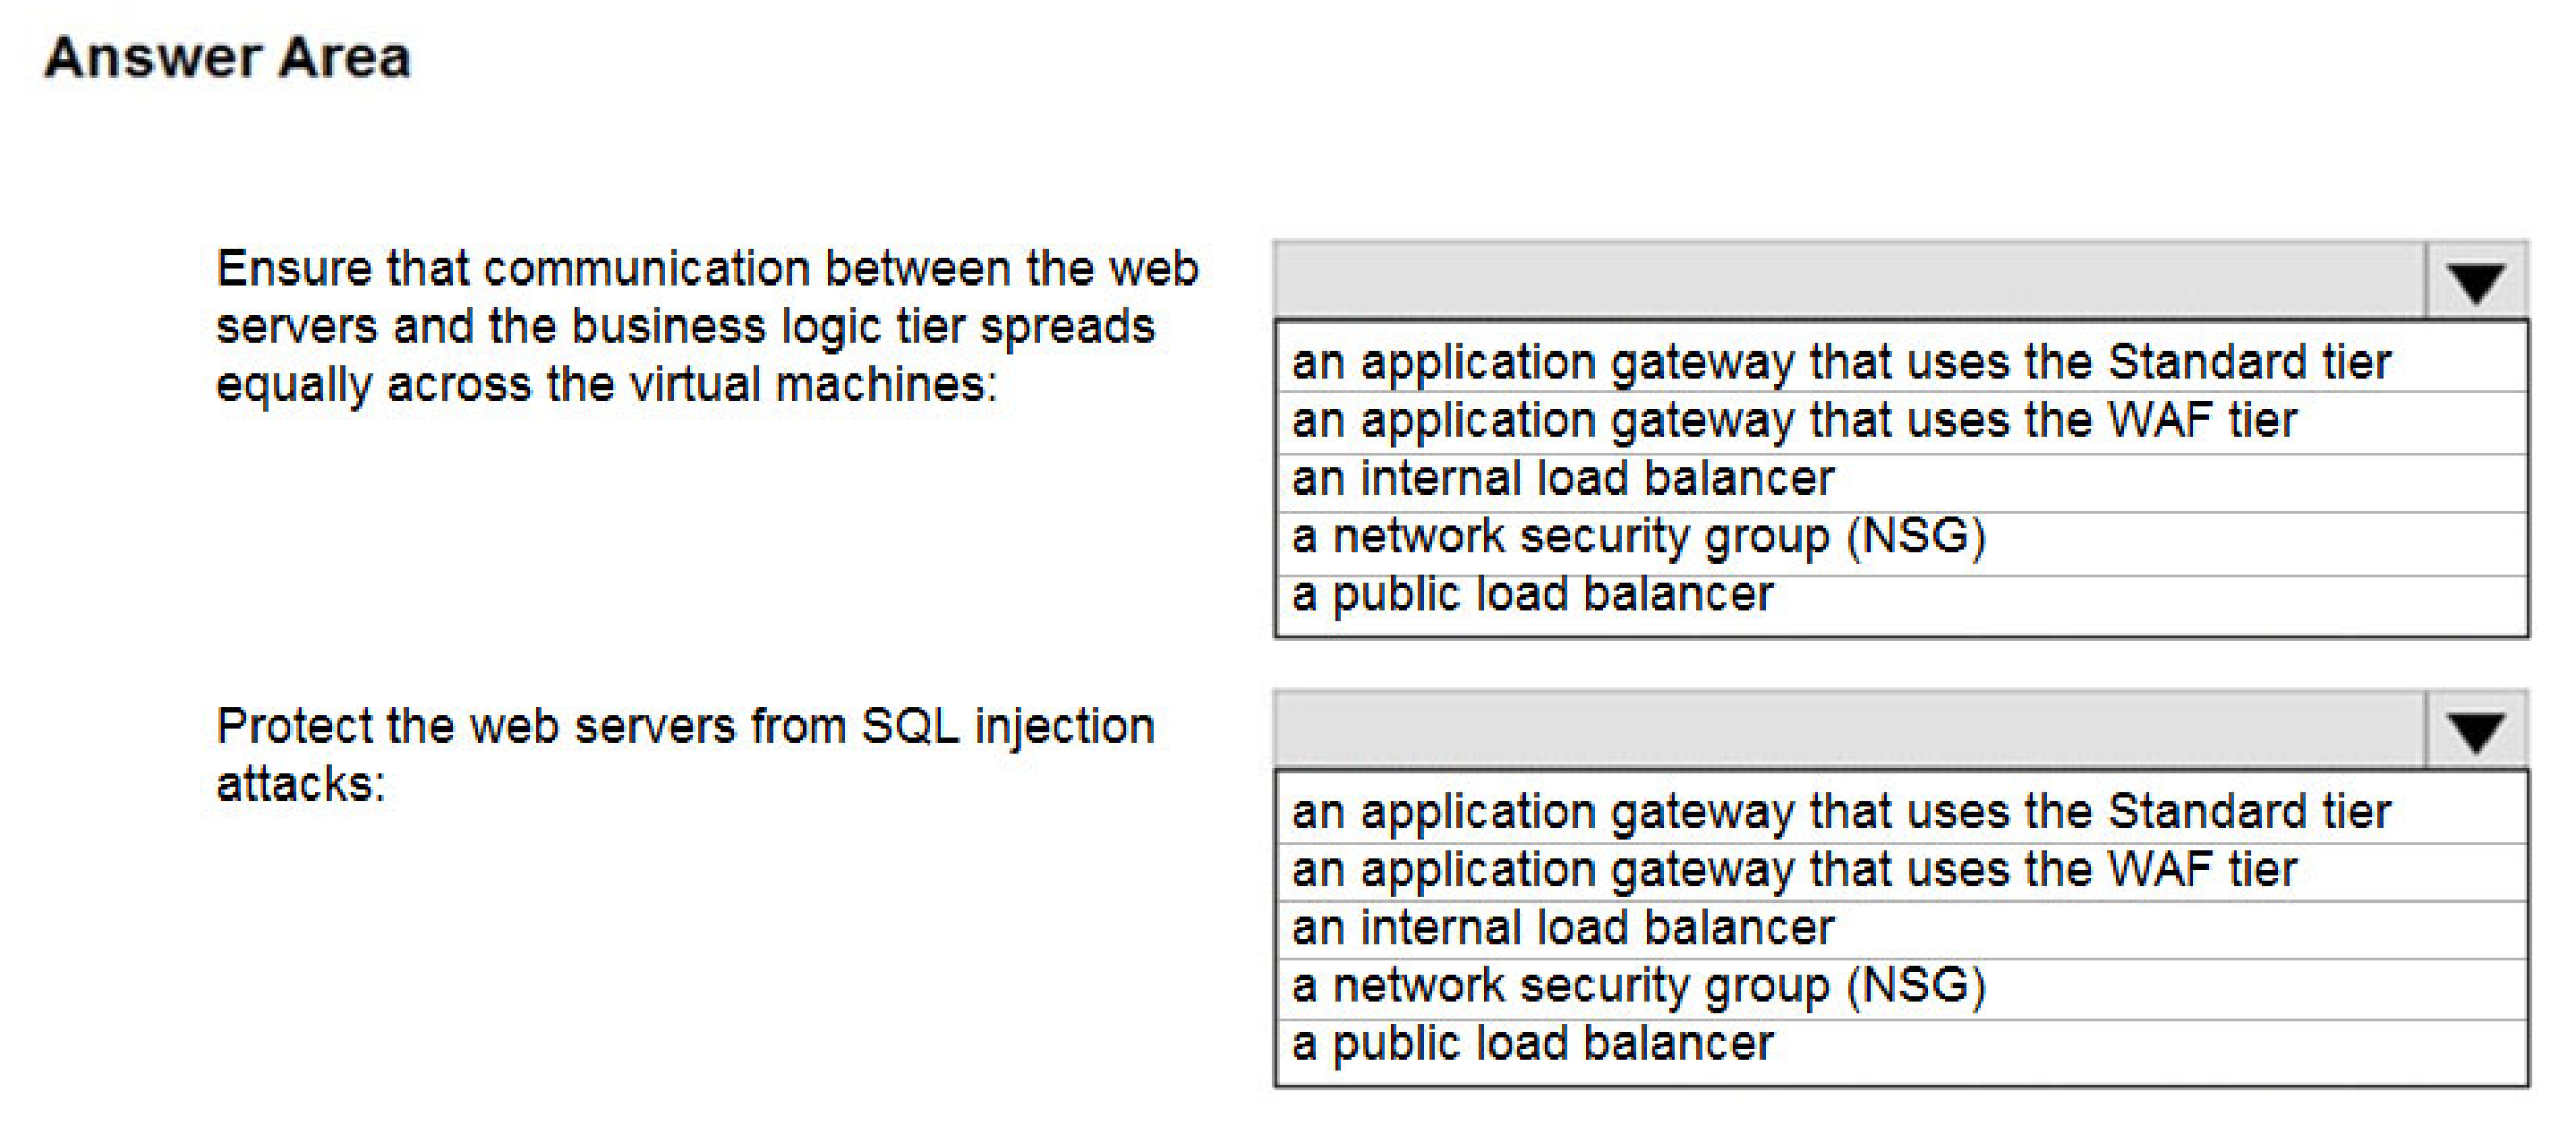 Answer Area
Ensure that communication between the web
servers and the business logic tier spreads
equally across the virtual machines:
an application gateway that uses the Standard tier
an application gateway that uses the WAF tier
an internal load balancer
a network security group (NSG)
a public load balancer
Protect the web servers from SQL injection
attacks:
an application gateway that uses the Standard tier
an application gateway that uses the WAF tier
an internal load balancer
a network security group (NSG)
a public load balancer